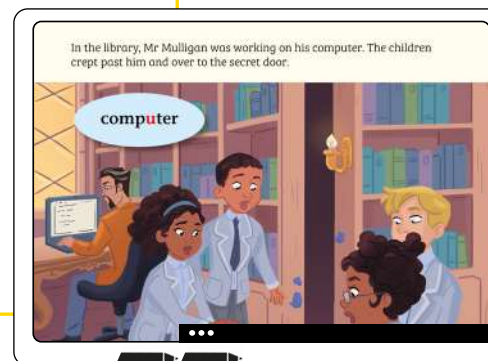 In the library, Mr Mulligan was working on his computer. The children
crept past him and over to the secret door.
computer